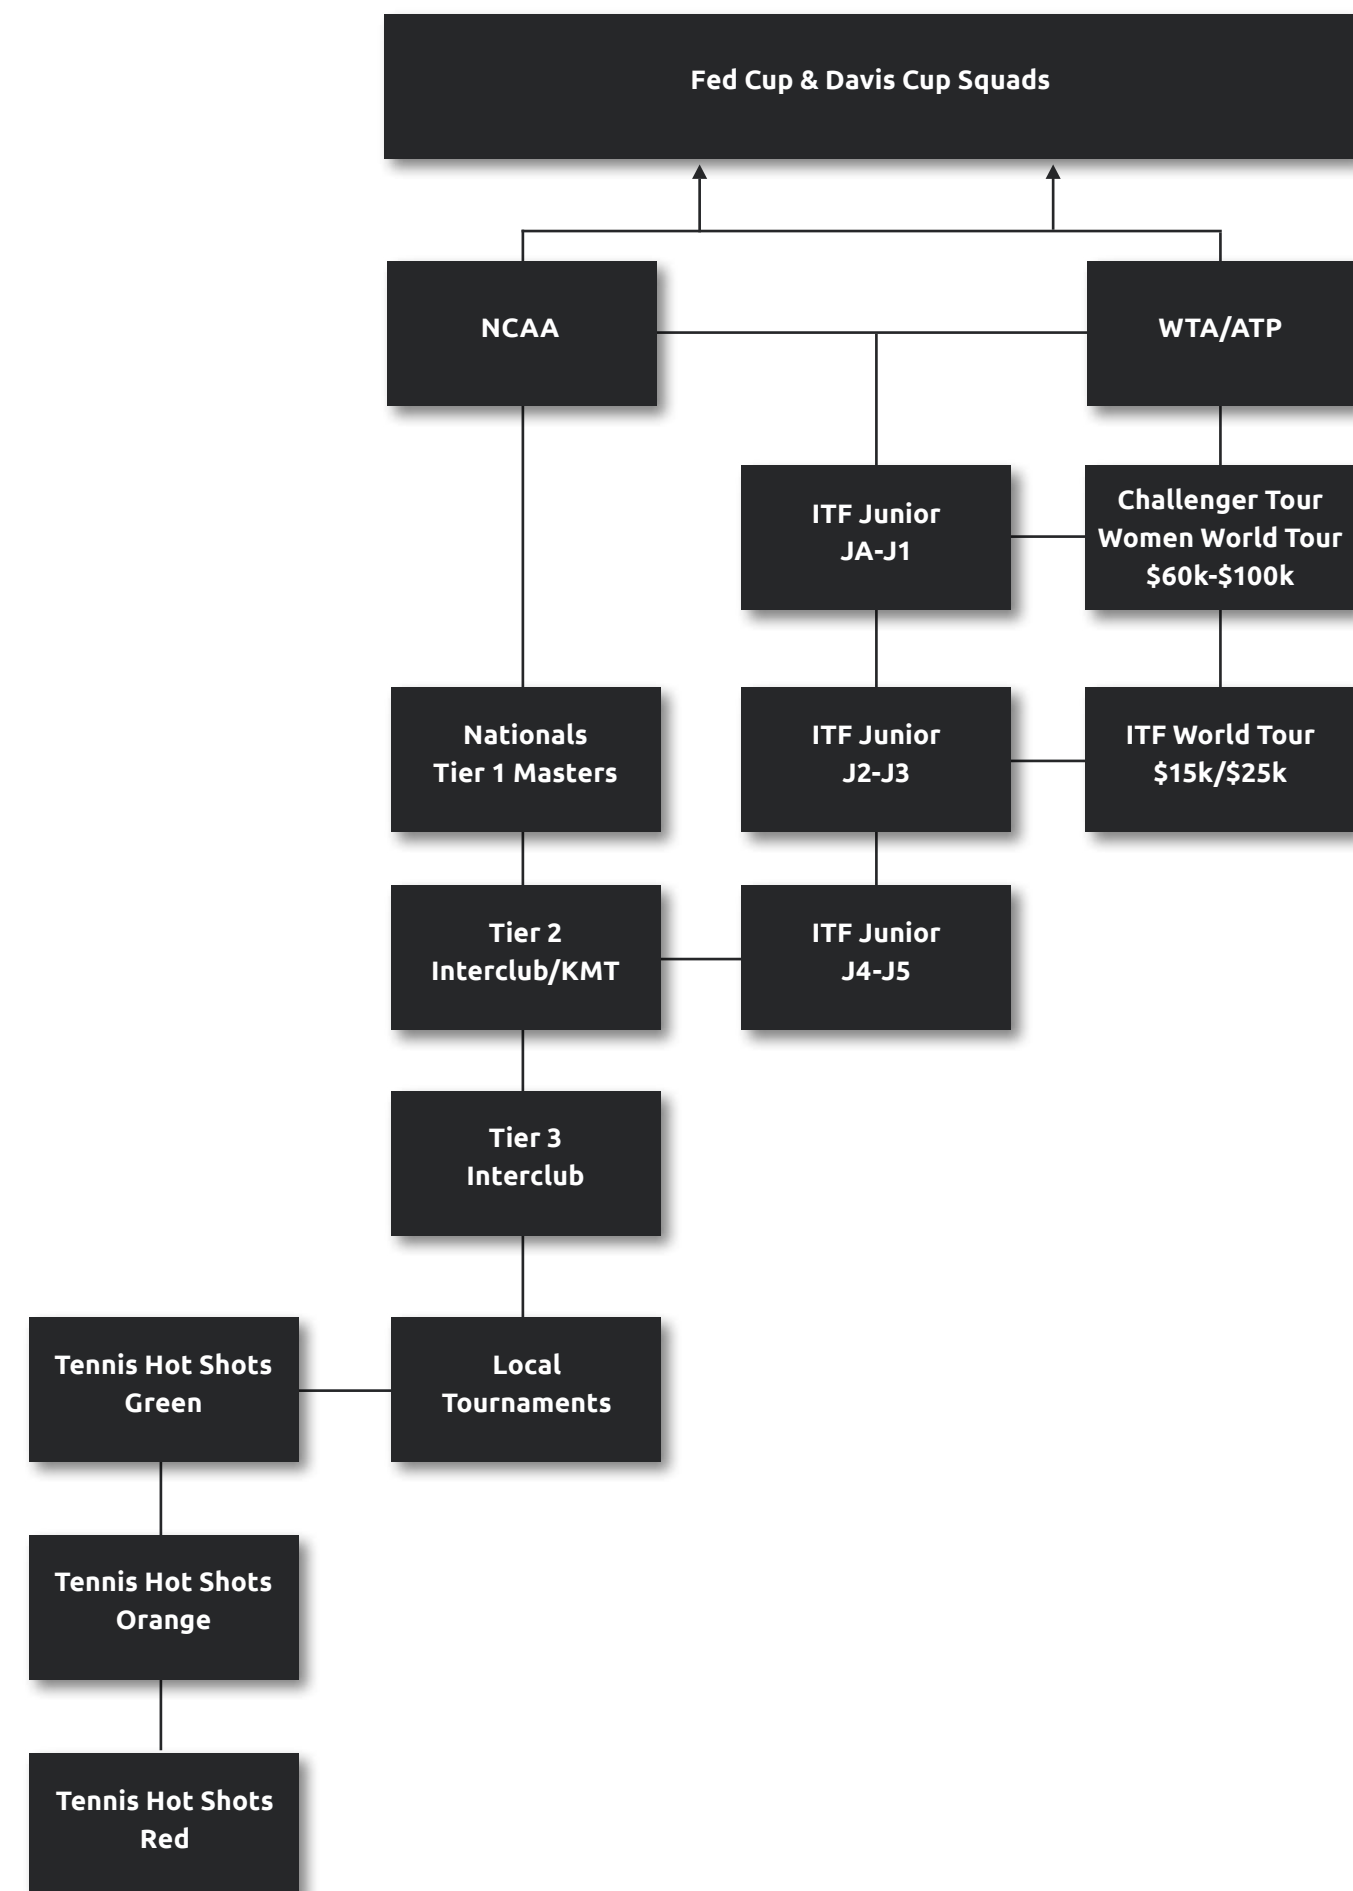 Fed Cup & Davis Cup Squads
NCAA
WTA/ATP
ITF Junior
JA-J1
Challenger Tour
Women World Tour
$60k-$100k
Nationals
Tier 1 Masters
ITF Junior
J2-J3
ITF World Tour
$15k/$25k
Tier 2
Interclub/KMT
ITF Junior
J4-J5
Tier 3
Interclub
Tennis Hot Shots
Green
Local
Tournaments
Tennis Hot Shots
Orange
Tennis Hot Shots
Red